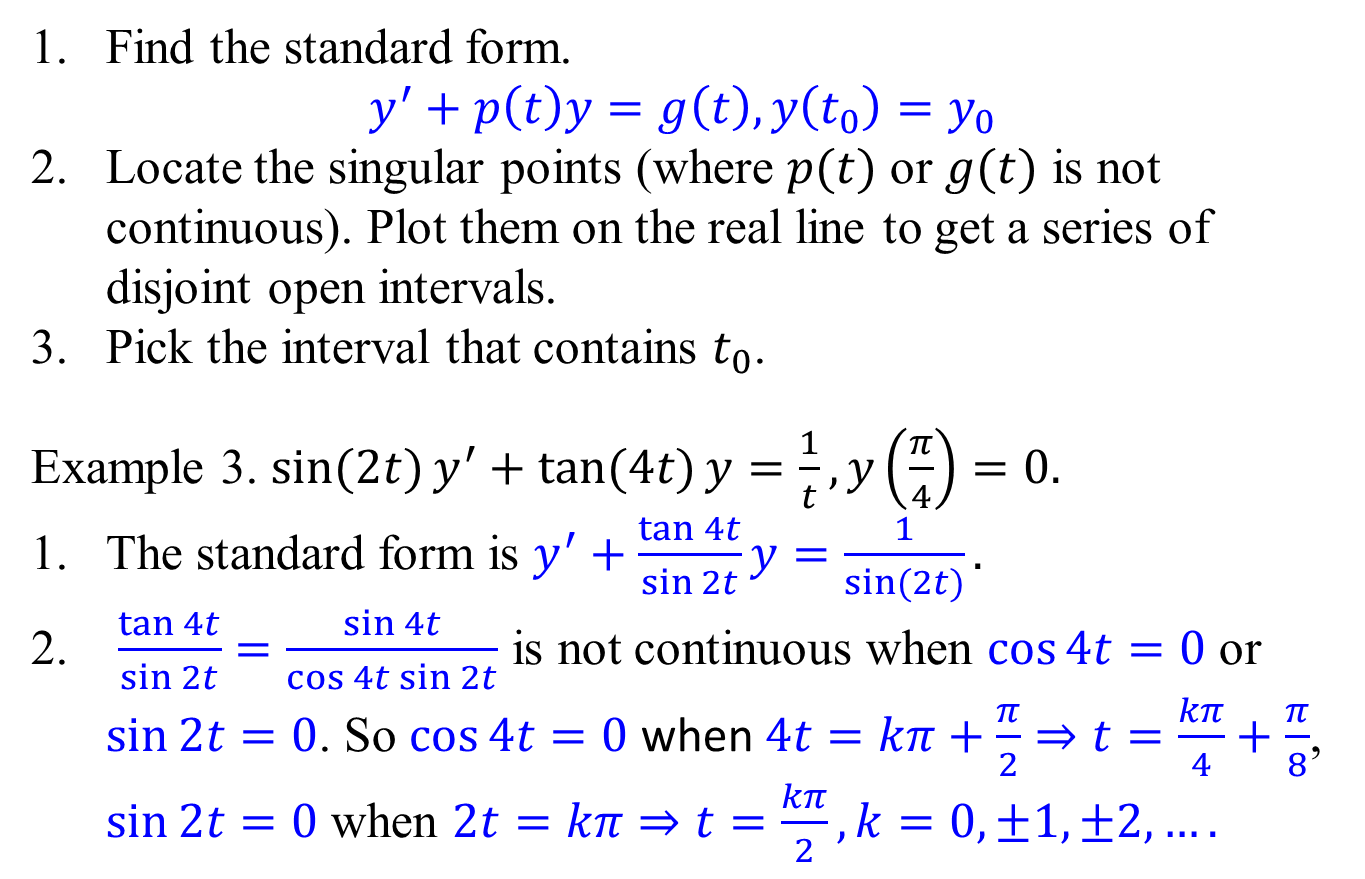 1. Find the standard form.
y′ + p(t)y = g(t), y(t₀) = y₀
2. Locate the singular points (where p(t) or g(t) is not
continuous). Plot them on the real line to get a series of
disjoint open intervals.
3. Pick the interval that contains t₀.
Example 3. sin(2t) y′ + tan(4t) y = 1/t, y(π/4) = 0.
1. The standard form is y′ + (tan 4t)/(sin 2t) y = 1/(sin(2t)).
2. (tan 4t)/(sin 2t) = (sin 4t)/(cos 4t sin 2t) is not continuous when cos 4t = 0 or
sin 2t = 0. So cos 4t = 0 when 4t = kπ + π/2 ⇒ t = kπ/4 + π/8,
sin 2t = 0 when 2t = kπ ⇒ t = kπ/2, k = 0, ±1, ±2, … .